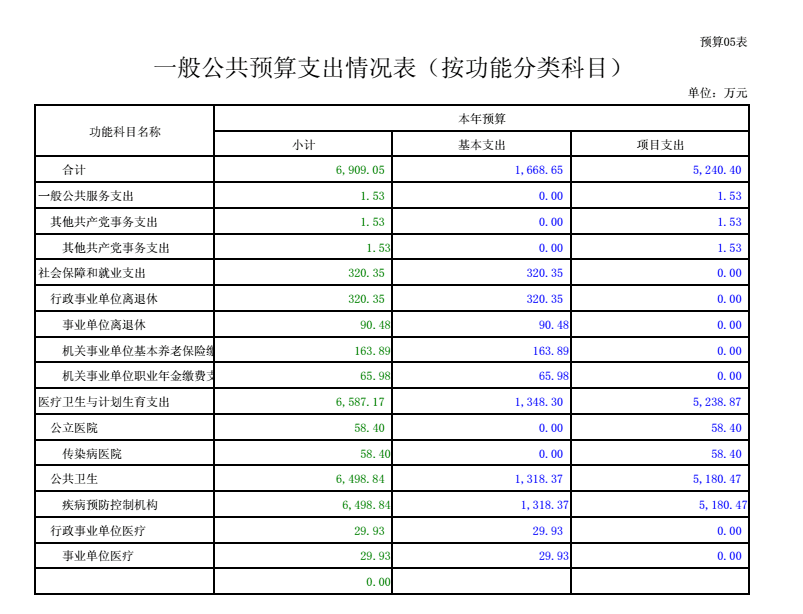 预算05表
一般公共预算支出情况表（按功能分类科目）
单位：万元
功能科目名称 本年预算
小计 基本支出 项目支出
合计 6,909.05 1,668.65 5,240.40
一般公共服务支出 1.53 0.00 1.53
其他共产党事务支出 1.53 0.00 1.53
其他共产党事务支出 1.53 0.00 1.53
社会保障和就业支出 320.35 320.35 0.00
行政事业单位离退休 320.35 320.35 0.00
事业单位离退休 90.48 90.48 0.00
机关事业单位基本养老保险缴 163.89 163.89 0.00
机关事业单位职业年金缴费支 65.98 65.98 0.00
医疗卫生与计划生育支出 6,587.17 1,348.30 5,238.87
公立医院 58.40 0.00 58.40
传染病医院 58.40 0.00 58.40
公共卫生 6,498.84 1,318.37 5,180.47
疾病预防控制机构 6,498.84 1,318.37 5,180.47
行政事业单位医疗 29.93 29.93 0.00
事业单位医疗 29.93 29.93 0.00
0.00